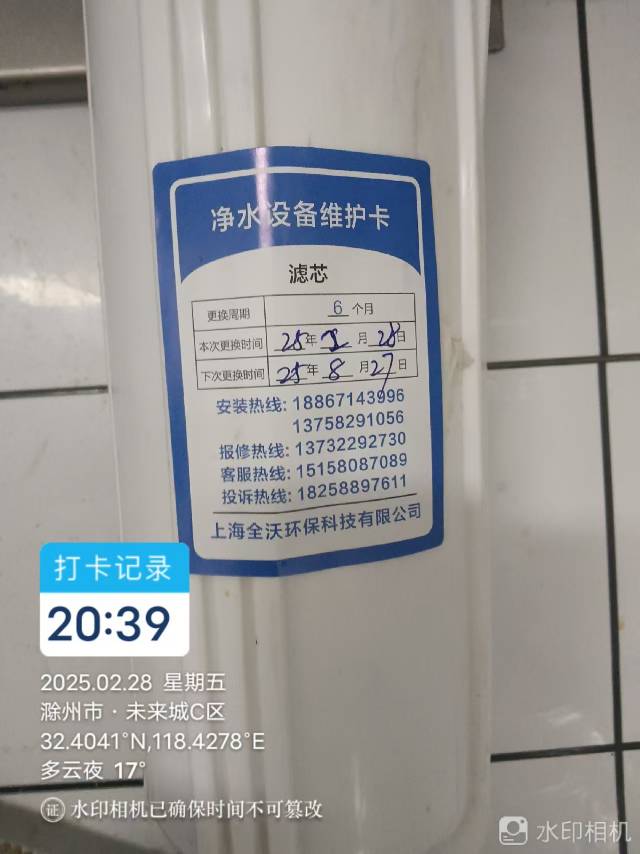 净水设备维护卡
滤芯
更换周期 6 个月
本次更换时间 25年 2 月 28日
下次更换时间 25年 8 月 27日
安装热线: 18867143996
13758291056
报修热线: 13732292730
客服热线: 15158087089
投诉热线: 18258897611
上海全沃环保科技有限公司
打卡记录
20:39
2025.02.28 星期五
滁州市·未来城C区
32.4041°N,118.4278°E
多云夜 17°
证 水印相机已确保时间不可篡改
水印相机